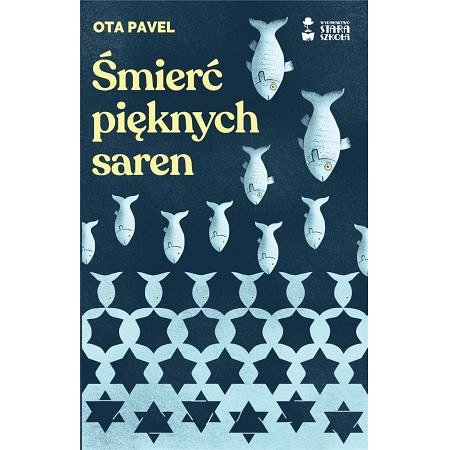 OTA PAVEL
Śmierć
pięknych
saren
WYDAWNICTWO
STARA
SZKOŁA